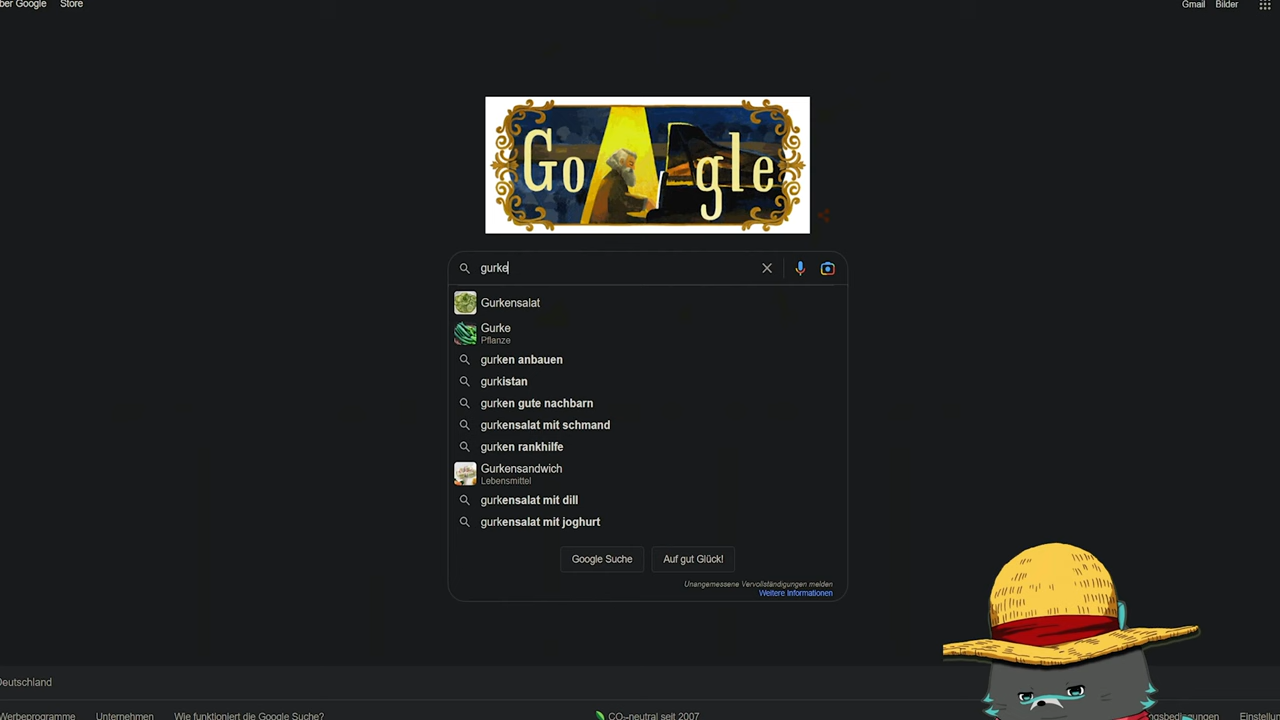 ber Google Store
Gmail Bilder
Google
gurke
Gurkensalat
Gurke
Pflanze
gurken anbauen
gurkistan
gurken gute nachbarn
gurkensalat mit schmand
gurken rankhilfe
Gurkensandwich
Lebensmittel
gurkensalat mit dill
gurkensalat mit joghurt
Google Suche Auf gut Glück!
Unangemessene Vervollständigungen melden
Weitere Informationen
Deutschland
Werbeprogramme Unternehmen Wie funktioniert die Google Suche? CO₂-neutral seit 2007 ngsbedingungen Einstellu